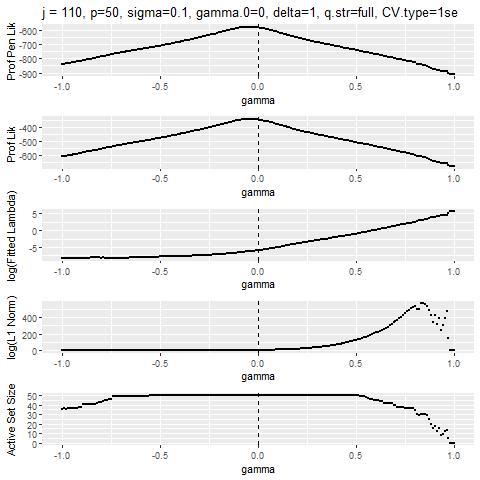 j = 110, p=50, sigma=0.1, gamma.0=0, delta=1, q.str=full, CV.type=1se
Prof Pen Lik
-600
-700
-800
-900
-1.0 -0.5 0.0 0.5 1.0
gamma
Prof Lik
-400
-500
-600
-1.0 -0.5 0.0 0.5 1.0
gamma
log(Fitted Lambda)
5
0
-5
-1.0 -0.5 0.0 0.5 1.0
gamma
log(L1 Norm)
400
200
0
-1.0 -0.5 0.0 0.5 1.0
gamma
Active Set Size
50
40
30
20
10
0
-1.0 -0.5 0.0 0.5 1.0
gamma